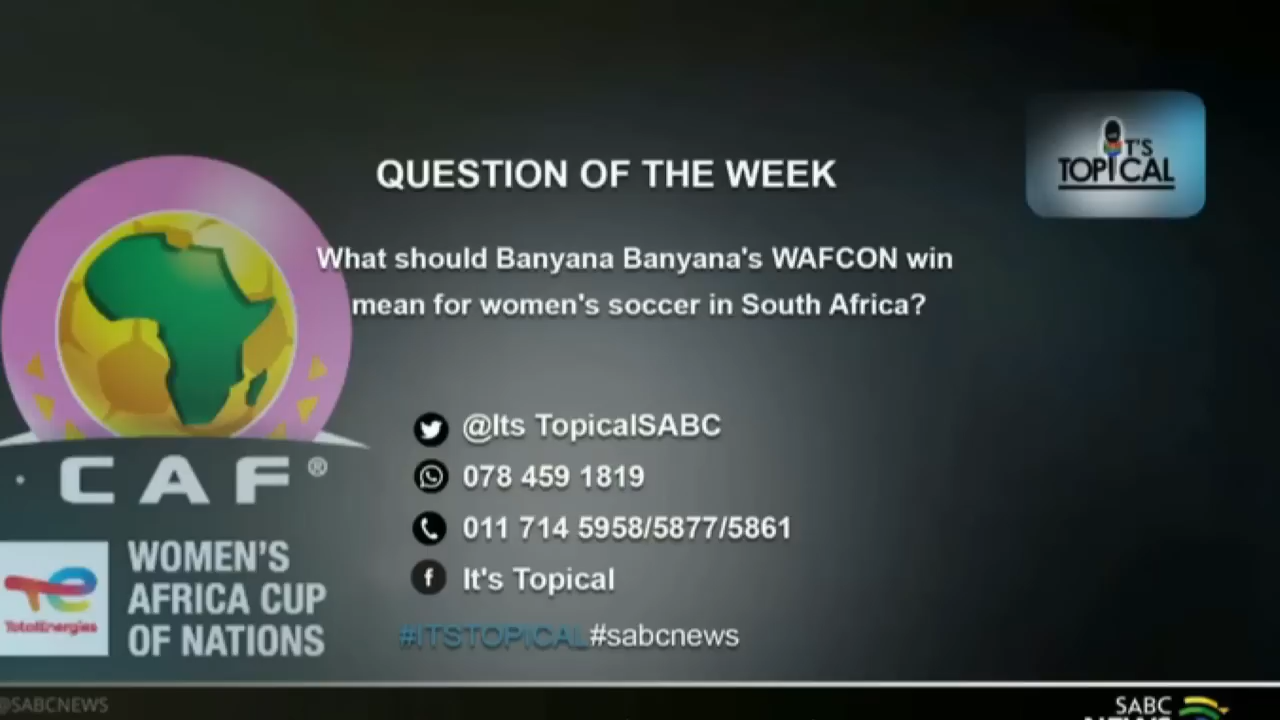 IT'S
TOPICAL
QUESTION OF THE WEEK
What should Banyana Banyana's WAFCON win
mean for women's soccer in South Africa?
@Its TopicalSABC
078 459 1819
011 714 5958/5877/5861
It's Topical
#ITSTOPICAL#sabcnews
CAF®
TotalEnergies
WOMEN'S
AFRICA CUP
OF NATIONS
@SABCNEWS
SABC
NEWS